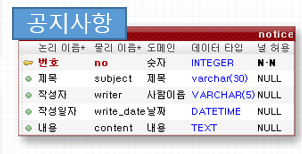 공지사항
notice
논리 이름+ 물리 이름+ 도메인 데이터 타입 널 허용
번호 no 숫자 INTEGER N·N
제목 subject 제목 varchar(30) NULL
작성자 writer 사람이름 VARCHAR(5) NULL
작성일자 write_date 날짜 DATETIME NULL
내용 content 내용 TEXT NULL